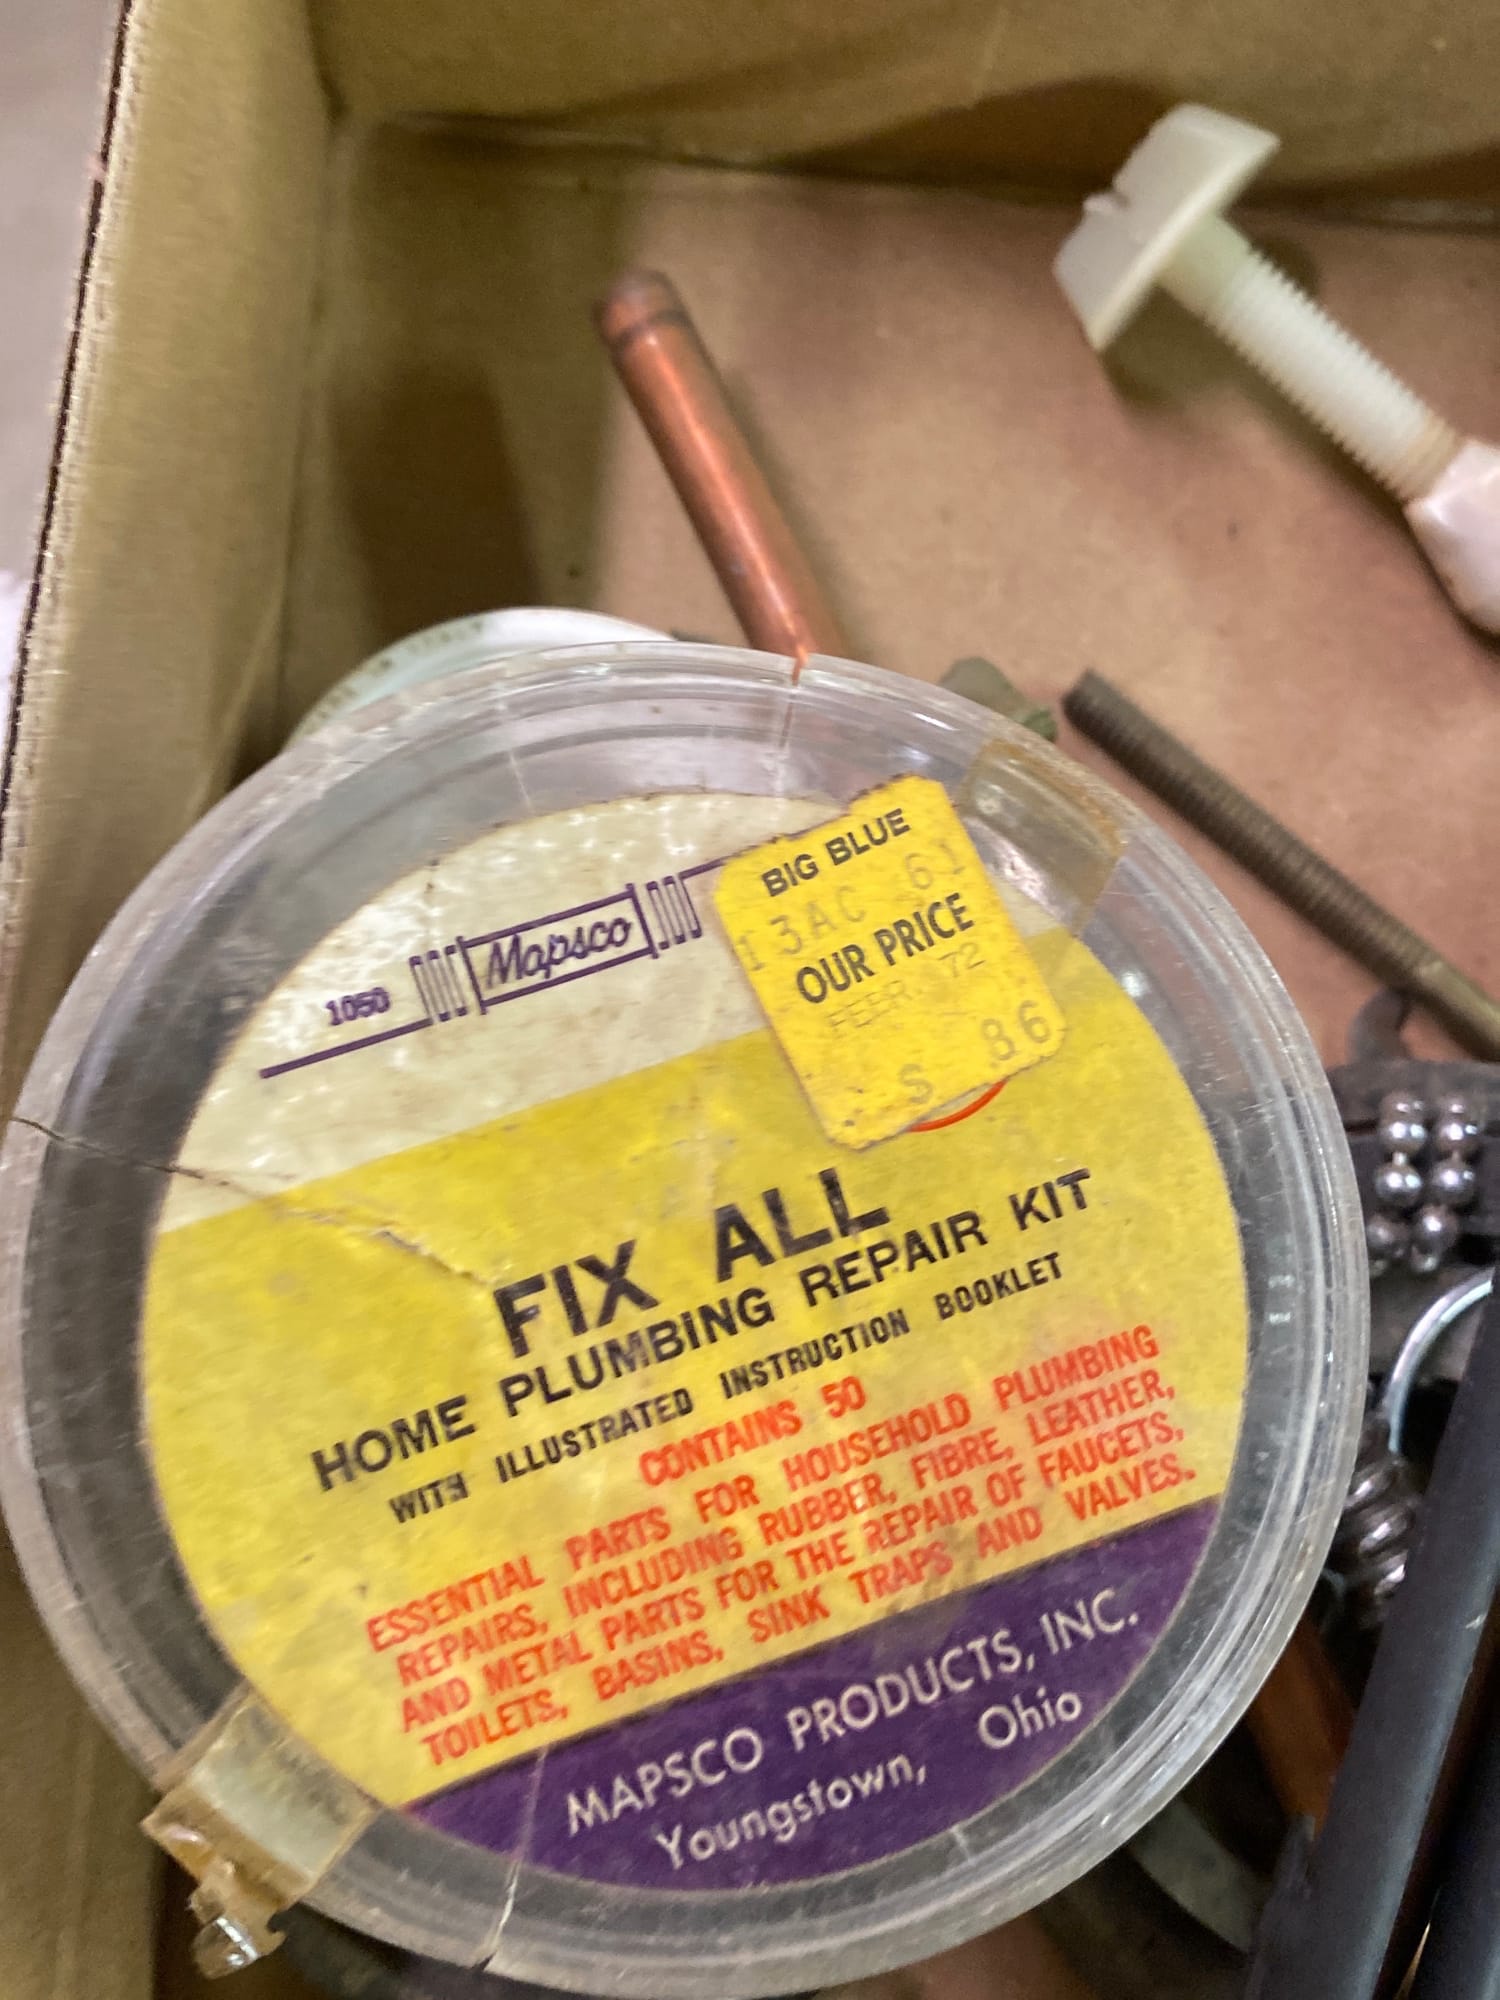 BIG BLUE
13AC 61
OUR PRICE
FEBR. 72
S .86
1050 Mapsco
FIX ALL
HOME PLUMBING REPAIR KIT
WITH ILLUSTRATED INSTRUCTION BOOKLET
CONTAINS 50
ESSENTIAL PARTS FOR HOUSEHOLD PLUMBING
REPAIRS, INCLUDING RUBBER, FIBRE, LEATHER,
AND METAL PARTS FOR THE REPAIR OF FAUCETS,
TOILETS, BASINS, SINK TRAPS AND VALVES.
MAPSCO PRODUCTS, INC.
Youngstown, Ohio